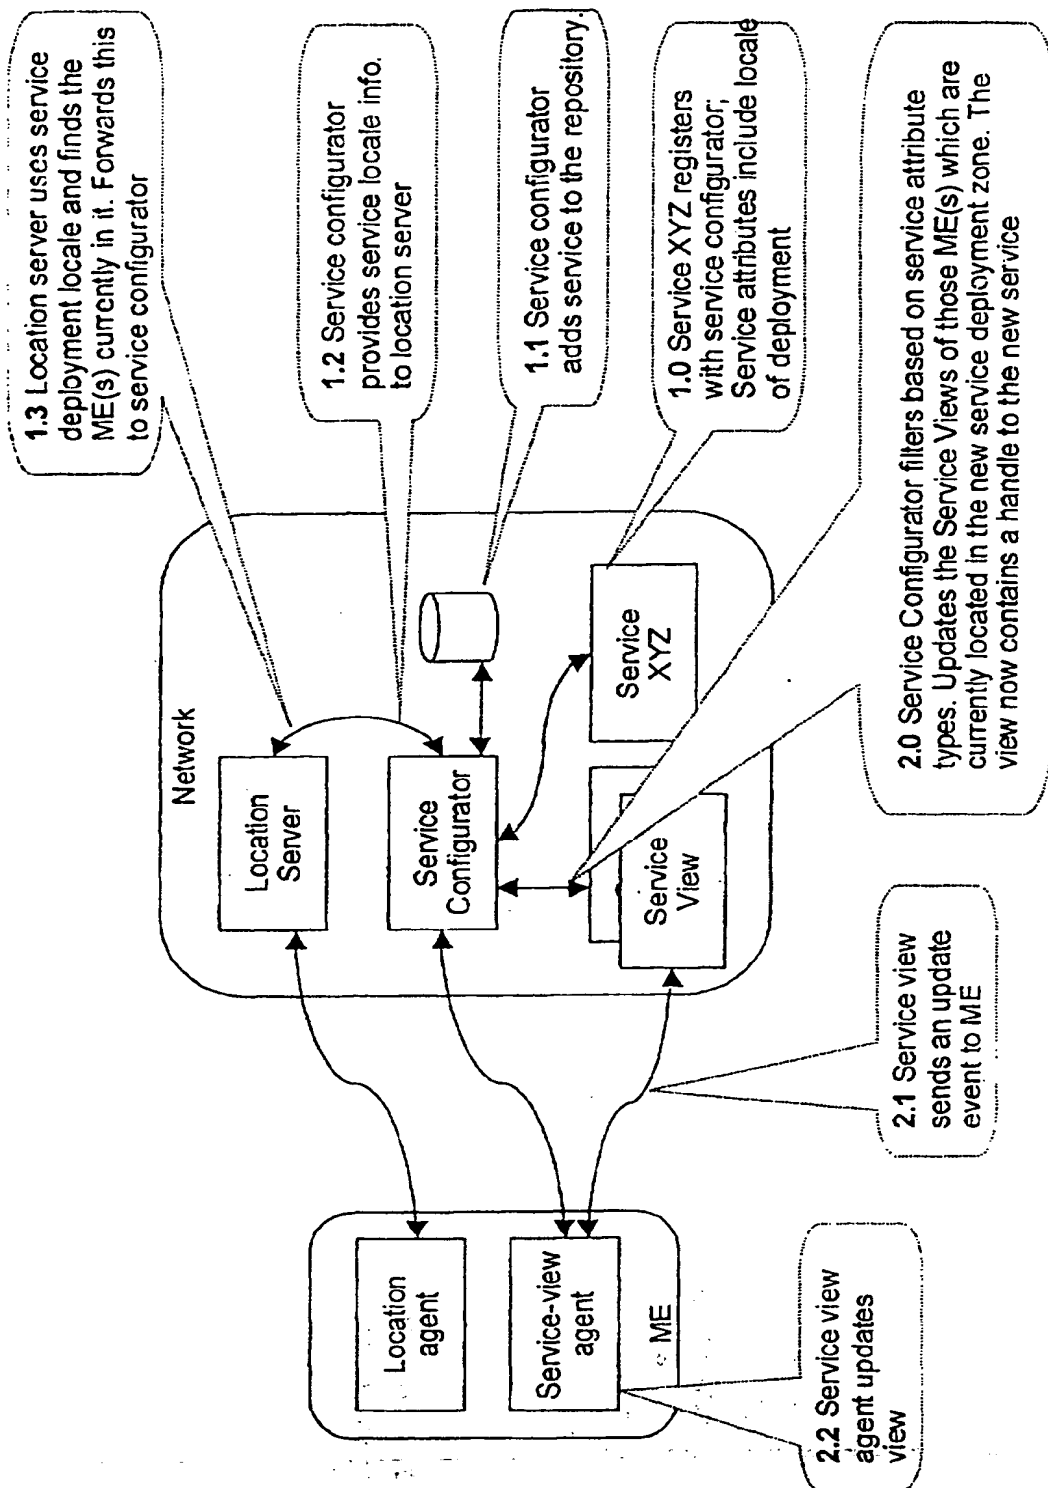 1.3 Location server uses service
deployment locale and finds the
ME(s) currently in it. Forwards this
to service configurator
1.2 Service configurator
provides service locale info.
to location server
1.1 Service configurator
adds service to the repository.
1.0 Service XYZ registers
with service configurator;
Service attributes include locale
of deployment
2.0 Service Configurator filters based on service attribute
types. Updates the Service Views of those ME(s) which are
currently located in the new service deployment zone. The
view now contains a handle to the new service
Network
Location
Server
Service
Configurator
Service
XYZ
Service
View
2.1 Service view
sends an update
event to ME
Location
agent
Service-view
agent
ME
2.2 Service view
agent updates
view